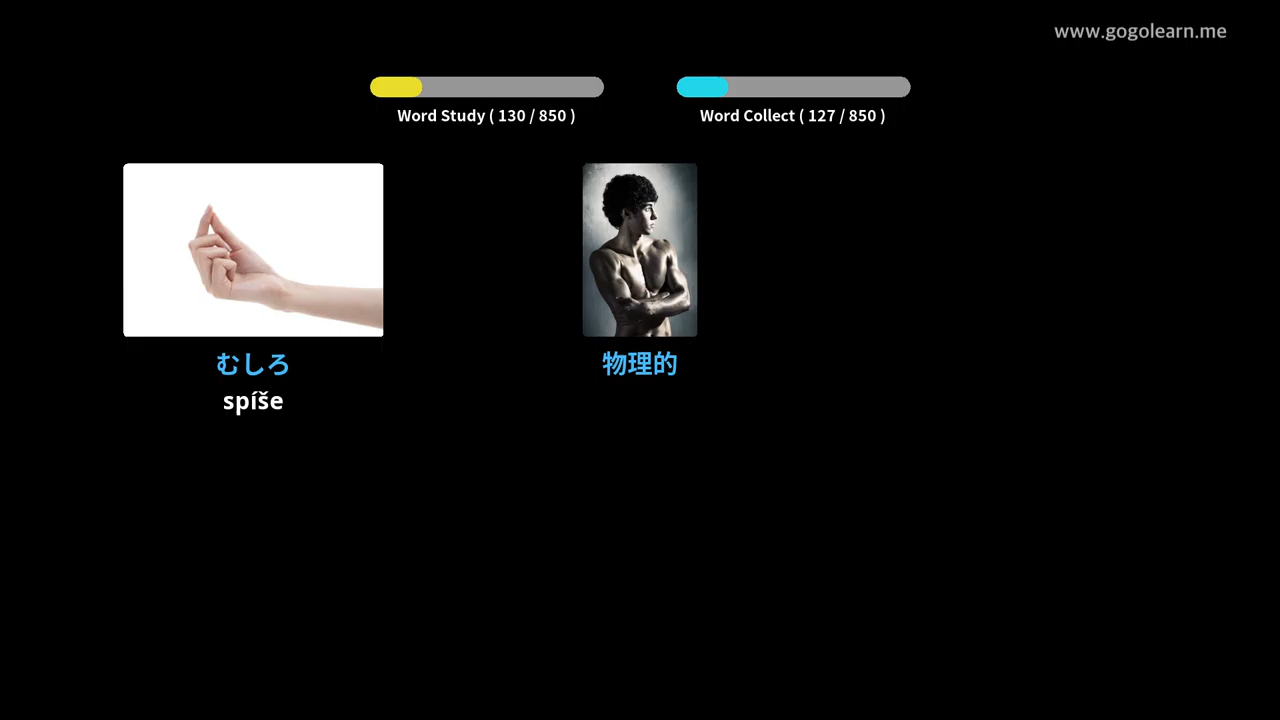 www.gogolearn.me
Word Study ( 130 / 850 )
Word Collect ( 127 / 850 )
むしろ
物理的
spíše